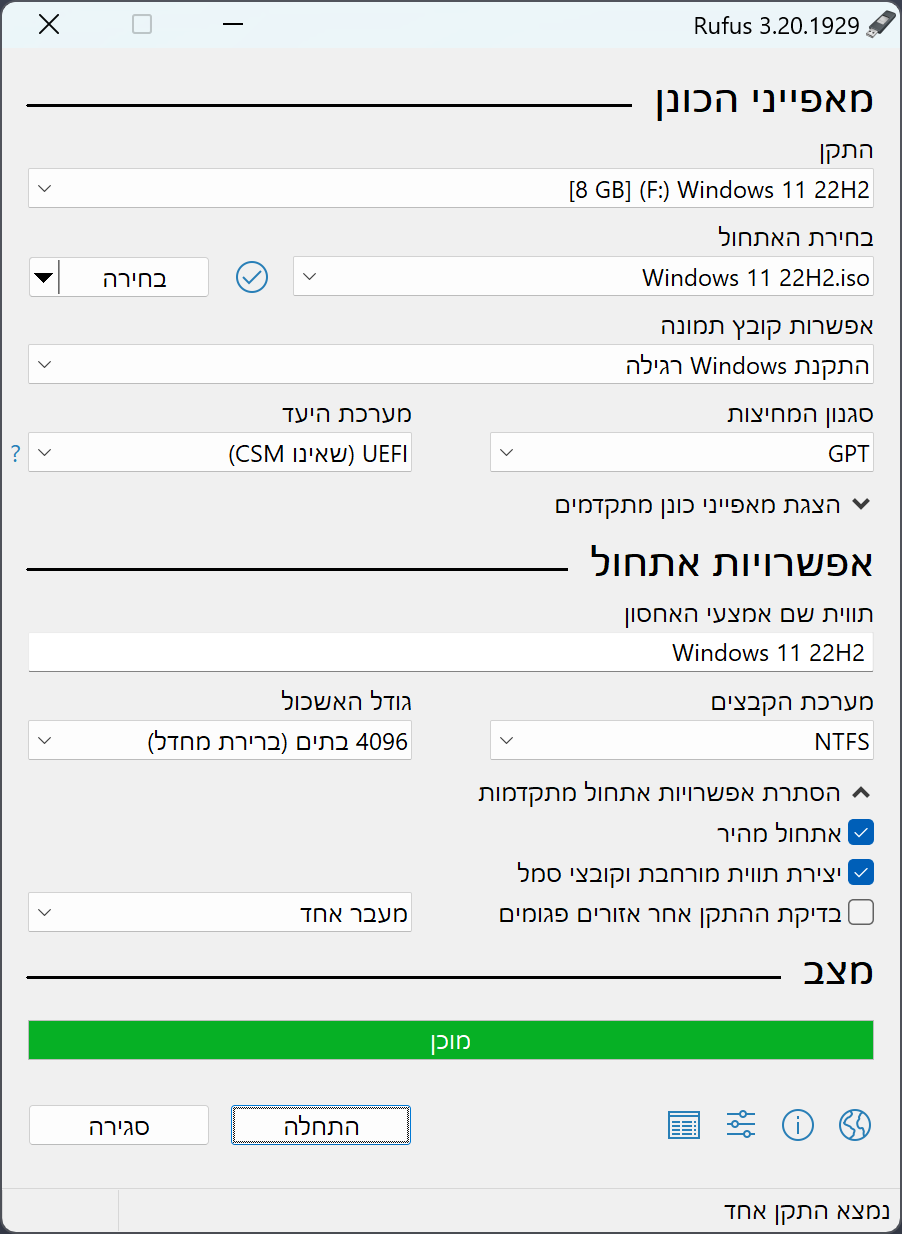 Rufus 3.20.1929
מאפייני הכונן
התקן
Windows 11 22H2 (F:) [8 GB]
בחירת האתחול
Windows 11 22H2.iso
בחירה
אפשרות קובץ תמונה
התקנת Windows רגילה
סגנון המחיצות
מערכת היעד
GPT
UEFI (שאינו CSM)
?
הצגת מאפייני כונן מתקדמים
אפשרויות אתחול
תווית שם אמצעי האחסון
Windows 11 22H2
מערכת הקבצים
גודל האשכול
NTFS
4096 בתים (ברירת מחדל)
הסתרת אפשרויות אתחול מתקדמות
אתחול מהיר
יצירת תווית מורחבת וקובצי סמל
בדיקת ההתקן אחר אזורים פגומים
מעבר אחד
מצב
מוכן
התחלה
סגירה
נמצא התקן אחד